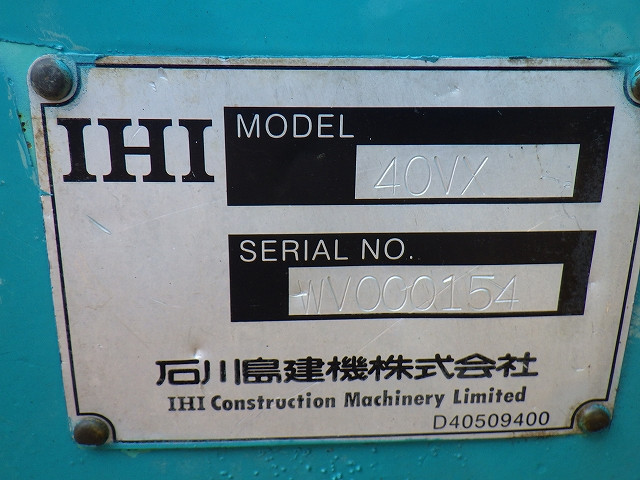 IHI
MODEL
40VX
SERIAL NO.
WV000154
石川島建機株式会社
IHI Construction Machinery Limited
D40509400